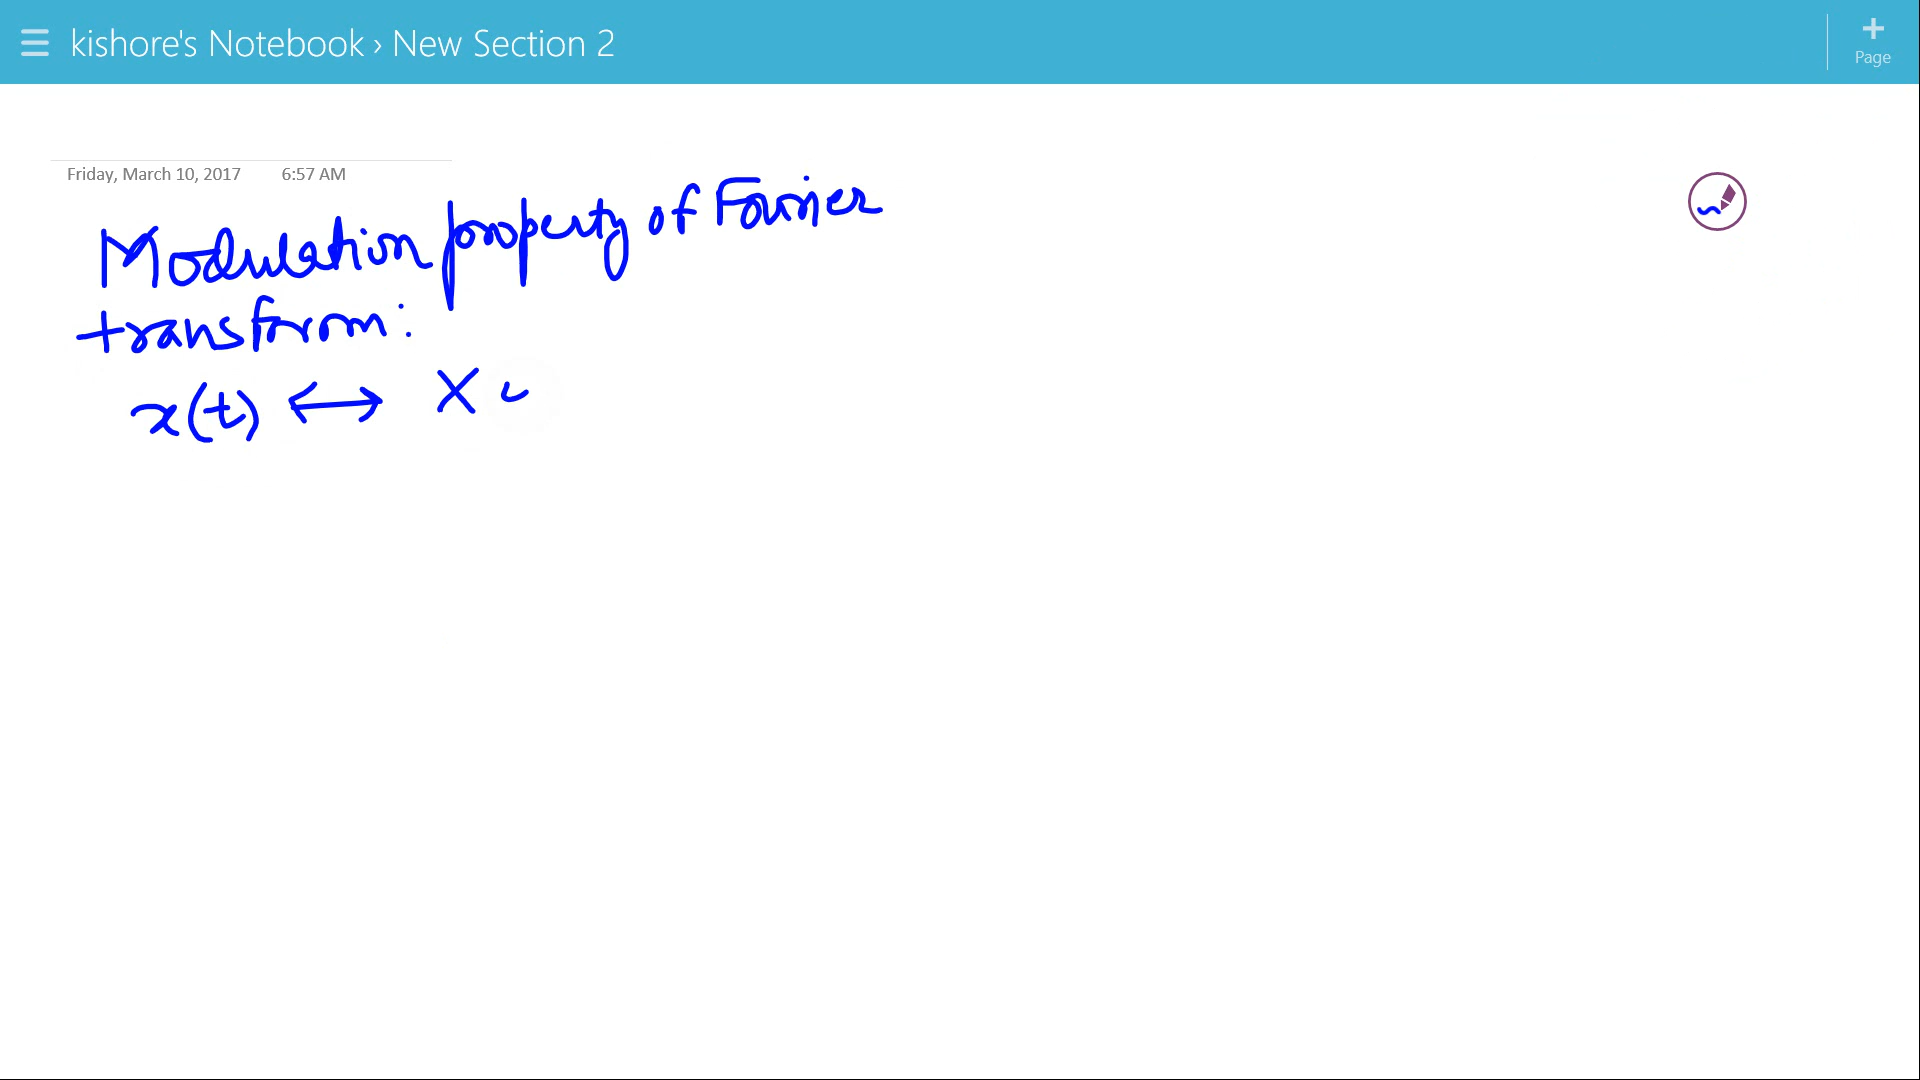 kishore's Notebook › New Section 2
+
Page
Friday, March 10, 2017 6:57 AM
Modulation property of Fourier
transform:
x(t) ↔ X